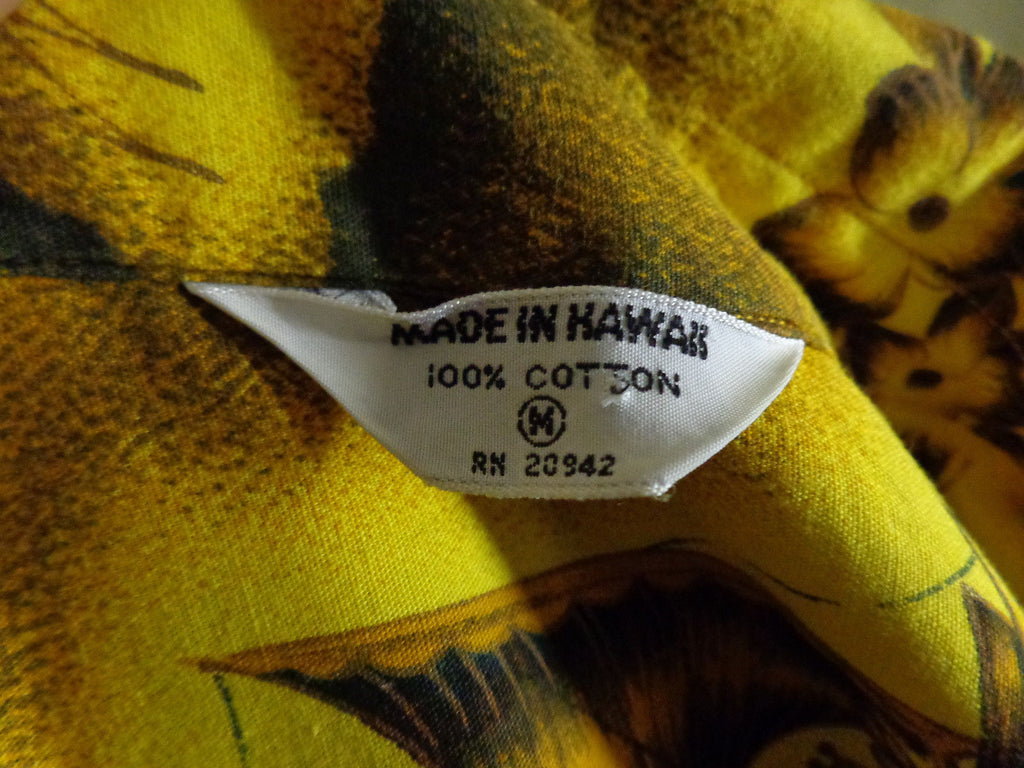 MADE IN HAWAII
100% COTTON
M
RN 20942